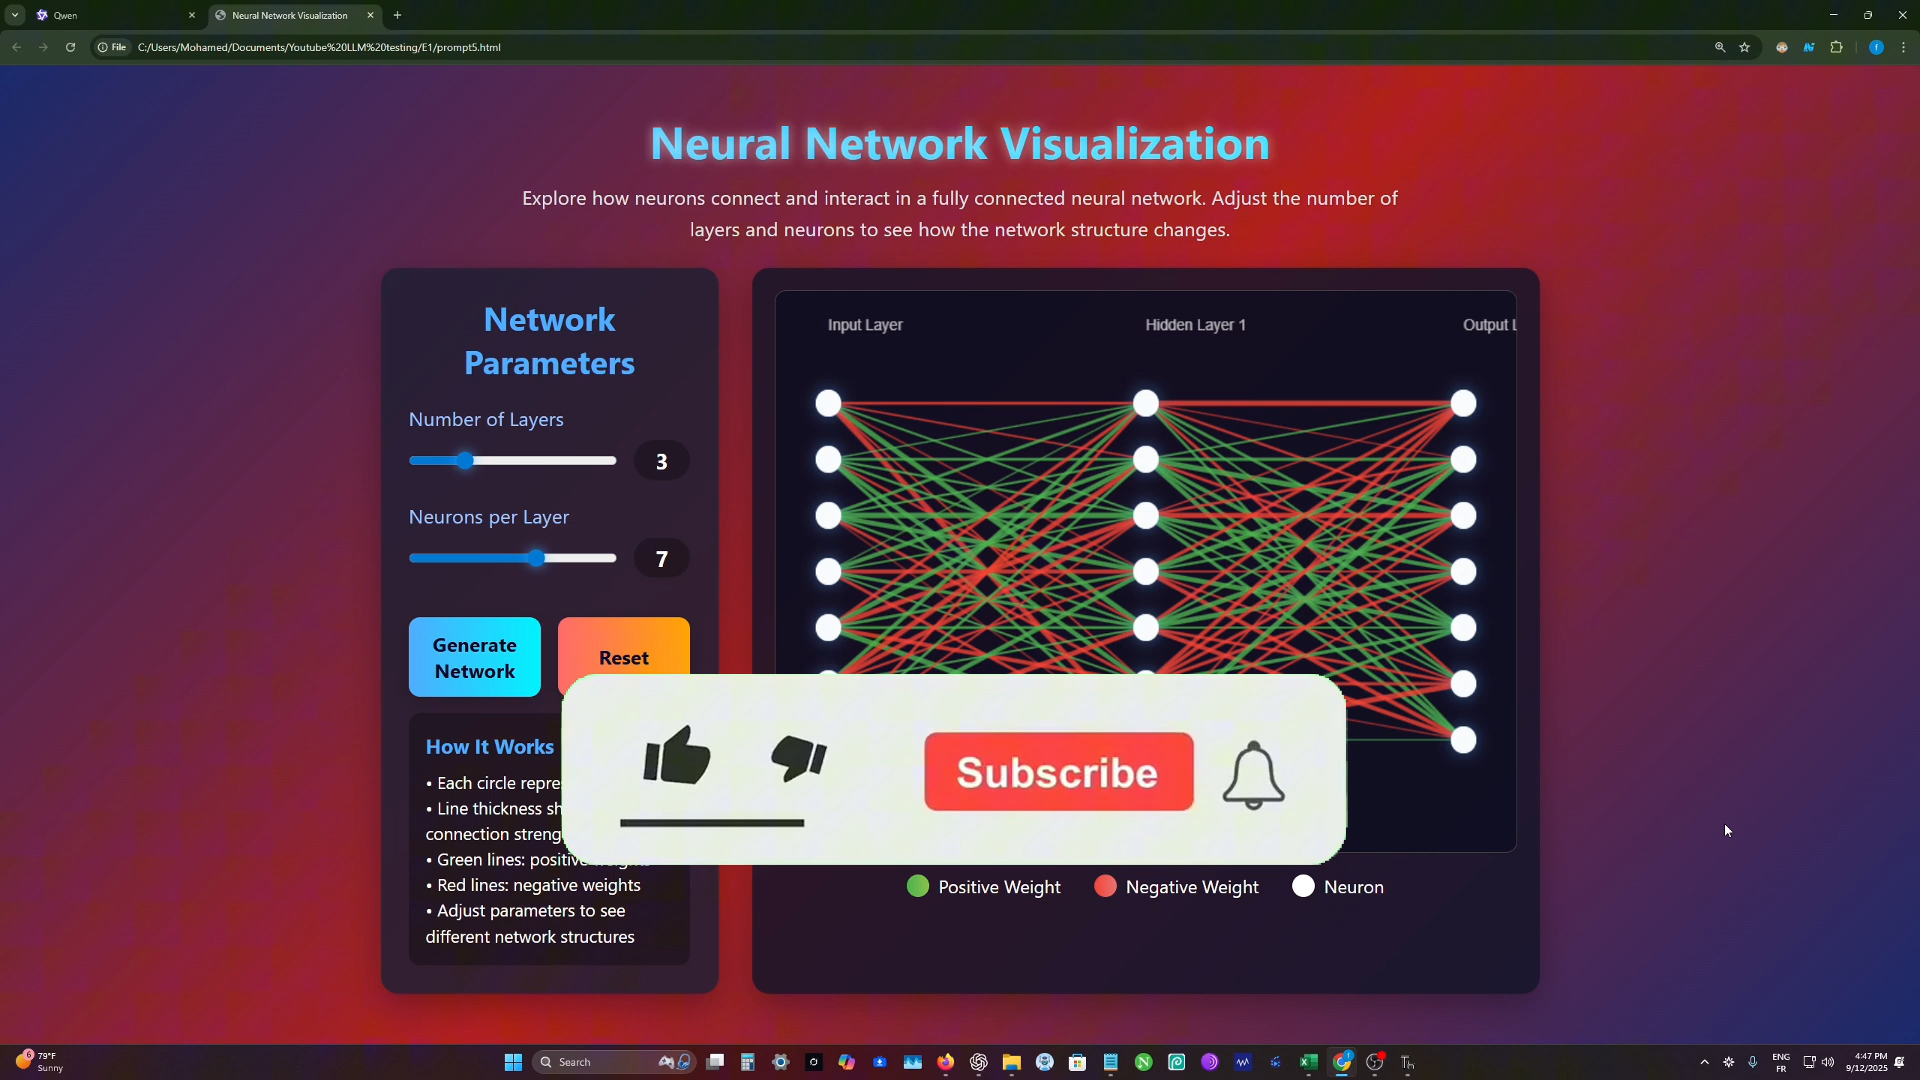 Qwen
Neural Network Visualization
File
C:/Users/Mohamed/Documents/Youtube%20LLM%20testing/E1/prompt5.html
f
Neural Network Visualization
Explore how neurons connect and interact in a fully connected neural network. Adjust the number of
layers and neurons to see how the network structure changes.
Network
Parameters
Number of Layers
3
Neurons per Layer
7
Generate
Network
Reset
How It Works
• Each circle repre
• Line thickness sh
connection streng
• Green lines: positive weights
• Red lines: negative weights
• Adjust parameters to see
different network structures
Input Layer
Hidden Layer 1
Output L
Subscribe
Positive Weight
Negative Weight
Neuron
6
79°F
Sunny
Search
ENG
FR
4:47 PM
9/12/2025